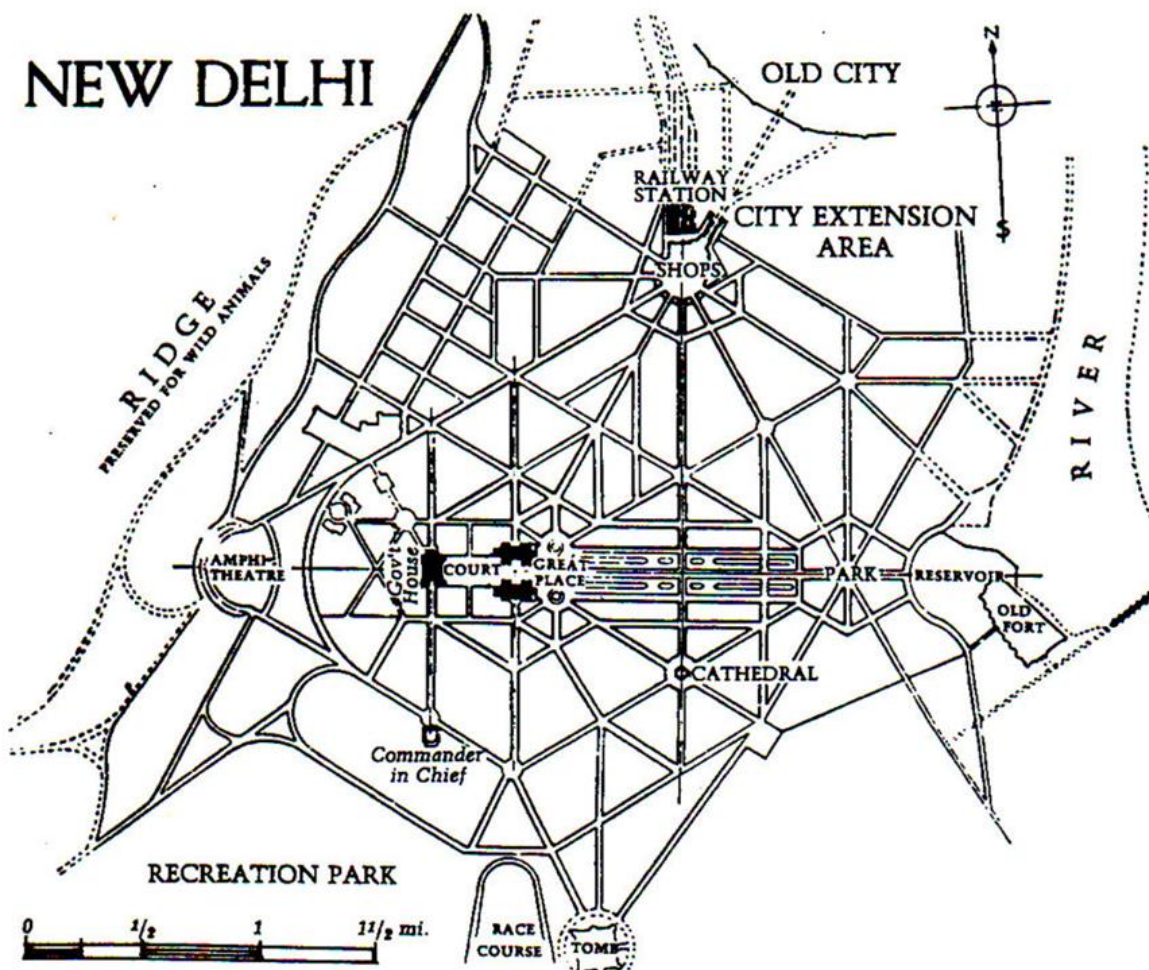 NEW DELHI
OLD CITY
N
S
RAILWAY
STATION
CITY EXTENSION
AREA
SHOPS
RIDGE
PRESERVED FOR WILD ANIMALS
RIVER
AMPHI-
THEATRE
Gov't
House
COURT
GREAT
PLACE
PARK
RESERVOIR
OLD
FORT
CATHEDRAL
Commander
in Chief
RECREATION PARK
0 1/2 1 1 1/2 mi.
RACE
COURSE
TOMB